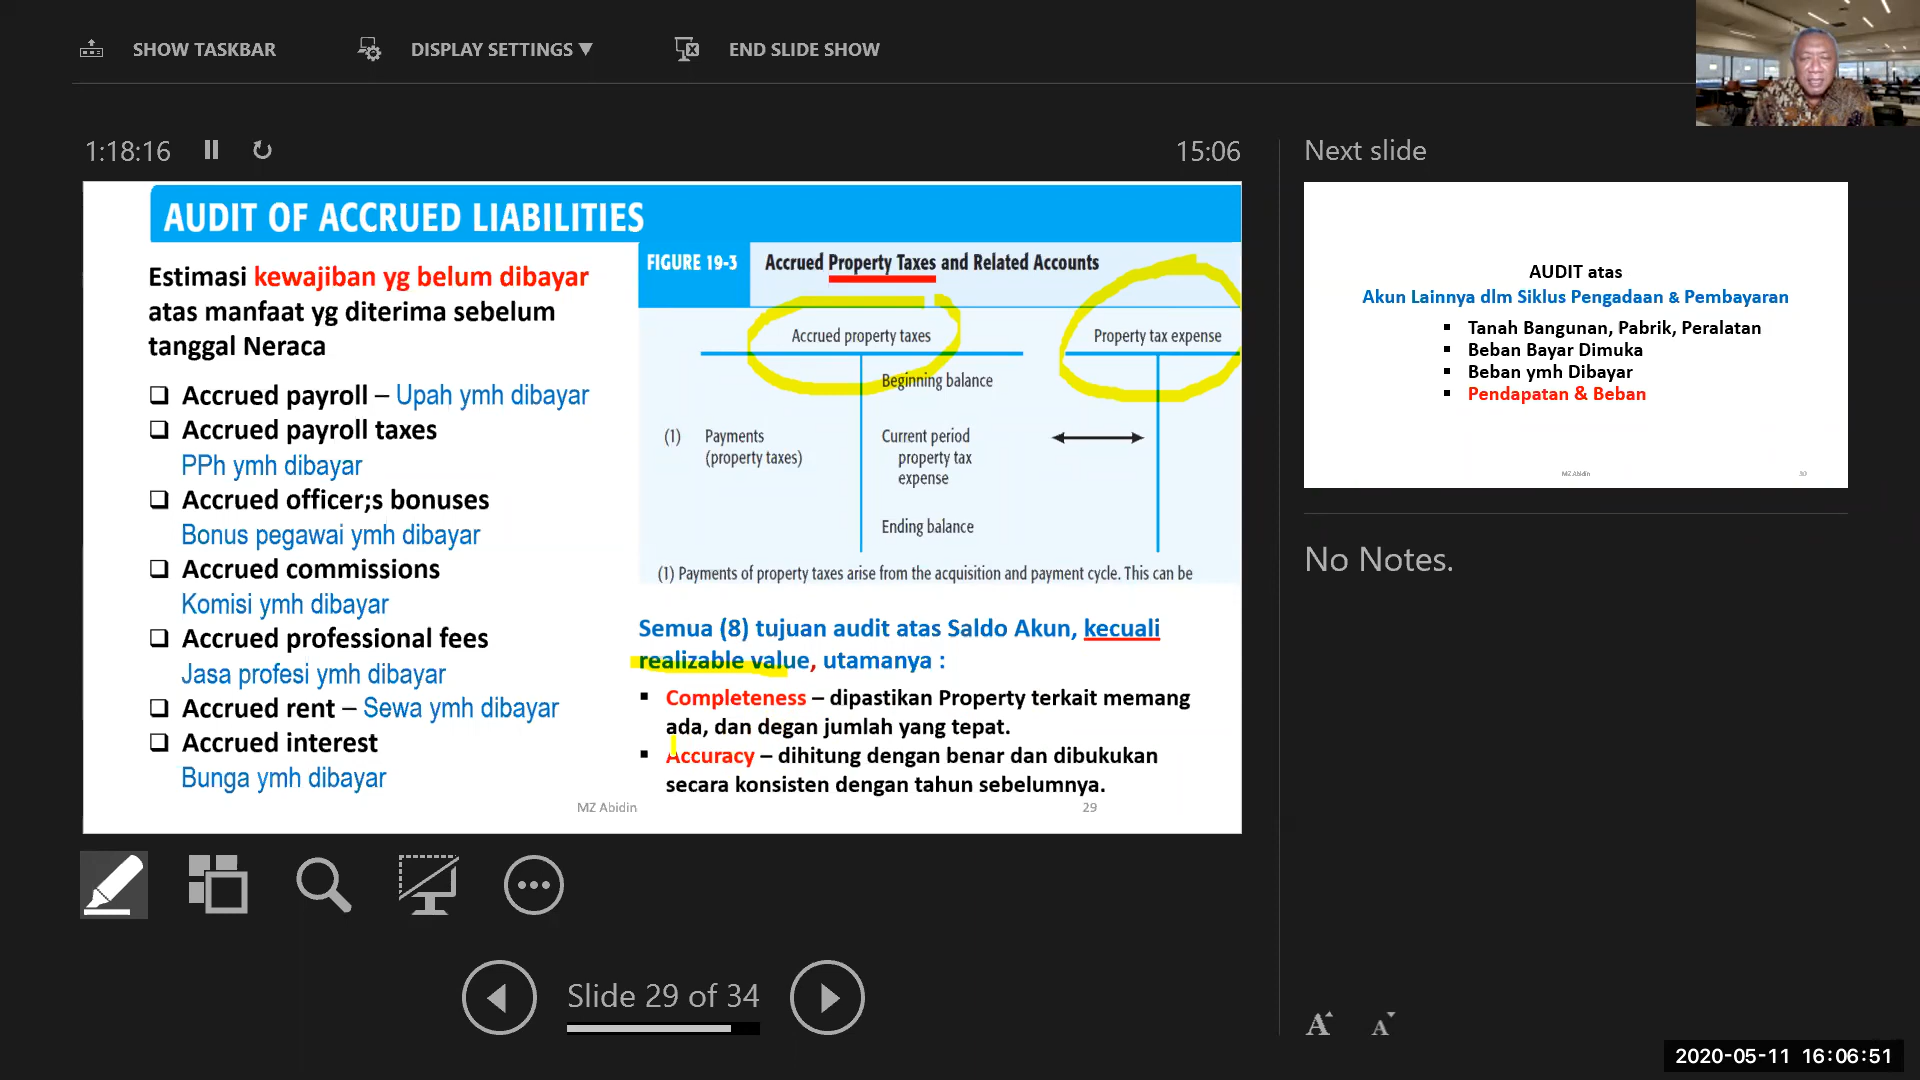 SHOW TASKBAR
DISPLAY SETTINGS ▼
END SLIDE SHOW
1:18:16
15:06
AUDIT OF ACCRUED LIABILITIES
Estimasi kewajiban yg belum dibayar
atas manfaat yg diterima sebelum
tanggal Neraca
Accrued payroll – Upah ymh dibayar
Accrued payroll taxes
PPh ymh dibayar
Accrued officer;s bonuses
Bonus pegawai ymh dibayar
Accrued commissions
Komisi ymh dibayar
Accrued professional fees
Jasa profesi ymh dibayar
Accrued rent – Sewa ymh dibayar
Accrued interest
Bunga ymh dibayar
FIGURE 19-3
Accrued Property Taxes and Related Accounts
Accrued property taxes
Property tax expense
Beginning balance
(1) Payments
(property taxes)
Current period
property tax
expense
Ending balance
(1) Payments of property taxes arise from the acquisition and payment cycle. This can be
Semua (8) tujuan audit atas Saldo Akun, kecuali
realizable value, utamanya :
▪ Completeness – dipastikan Property terkait memang
ada, dan degan jumlah yang tepat.
▪ Accuracy – dihitung dengan benar dan dibukukan
secara konsisten dengan tahun sebelumnya.
MZ Abidin
29
Slide 29 of 34
Next slide
AUDIT atas
Akun Lainnya dlm Siklus Pengadaan & Pembayaran
▪ Tanah Bangunan, Pabrik, Peralatan
▪ Beban Bayar Dimuka
▪ Beban ymh Dibayar
▪ Pendapatan & Beban
MZ Abidin
30
No Notes.
A A
2020-05-11 16:06:51